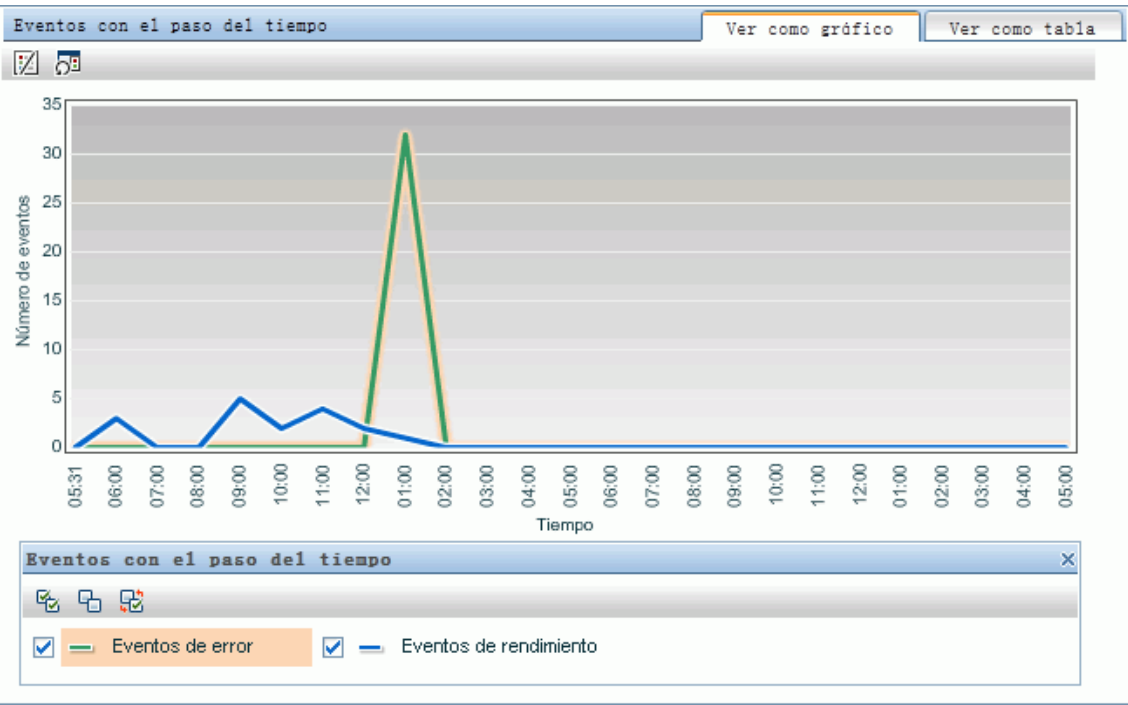 Eventos con el paso del tiempo
Ver como gráfico
Ver como tabla
35
30
25
20
15
10
5
0
Número de eventos
05:31 06:00 07:00 08:00 09:00 10:00 11:00 12:00 01:00 02:00 03:00 04:00 05:00 06:00 07:00 08:00 09:00 10:00 11:00 12:00 01:00 02:00 03:00 04:00 05:00
Tiempo
Eventos con el paso del tiempo
Eventos de error
Eventos de rendimiento